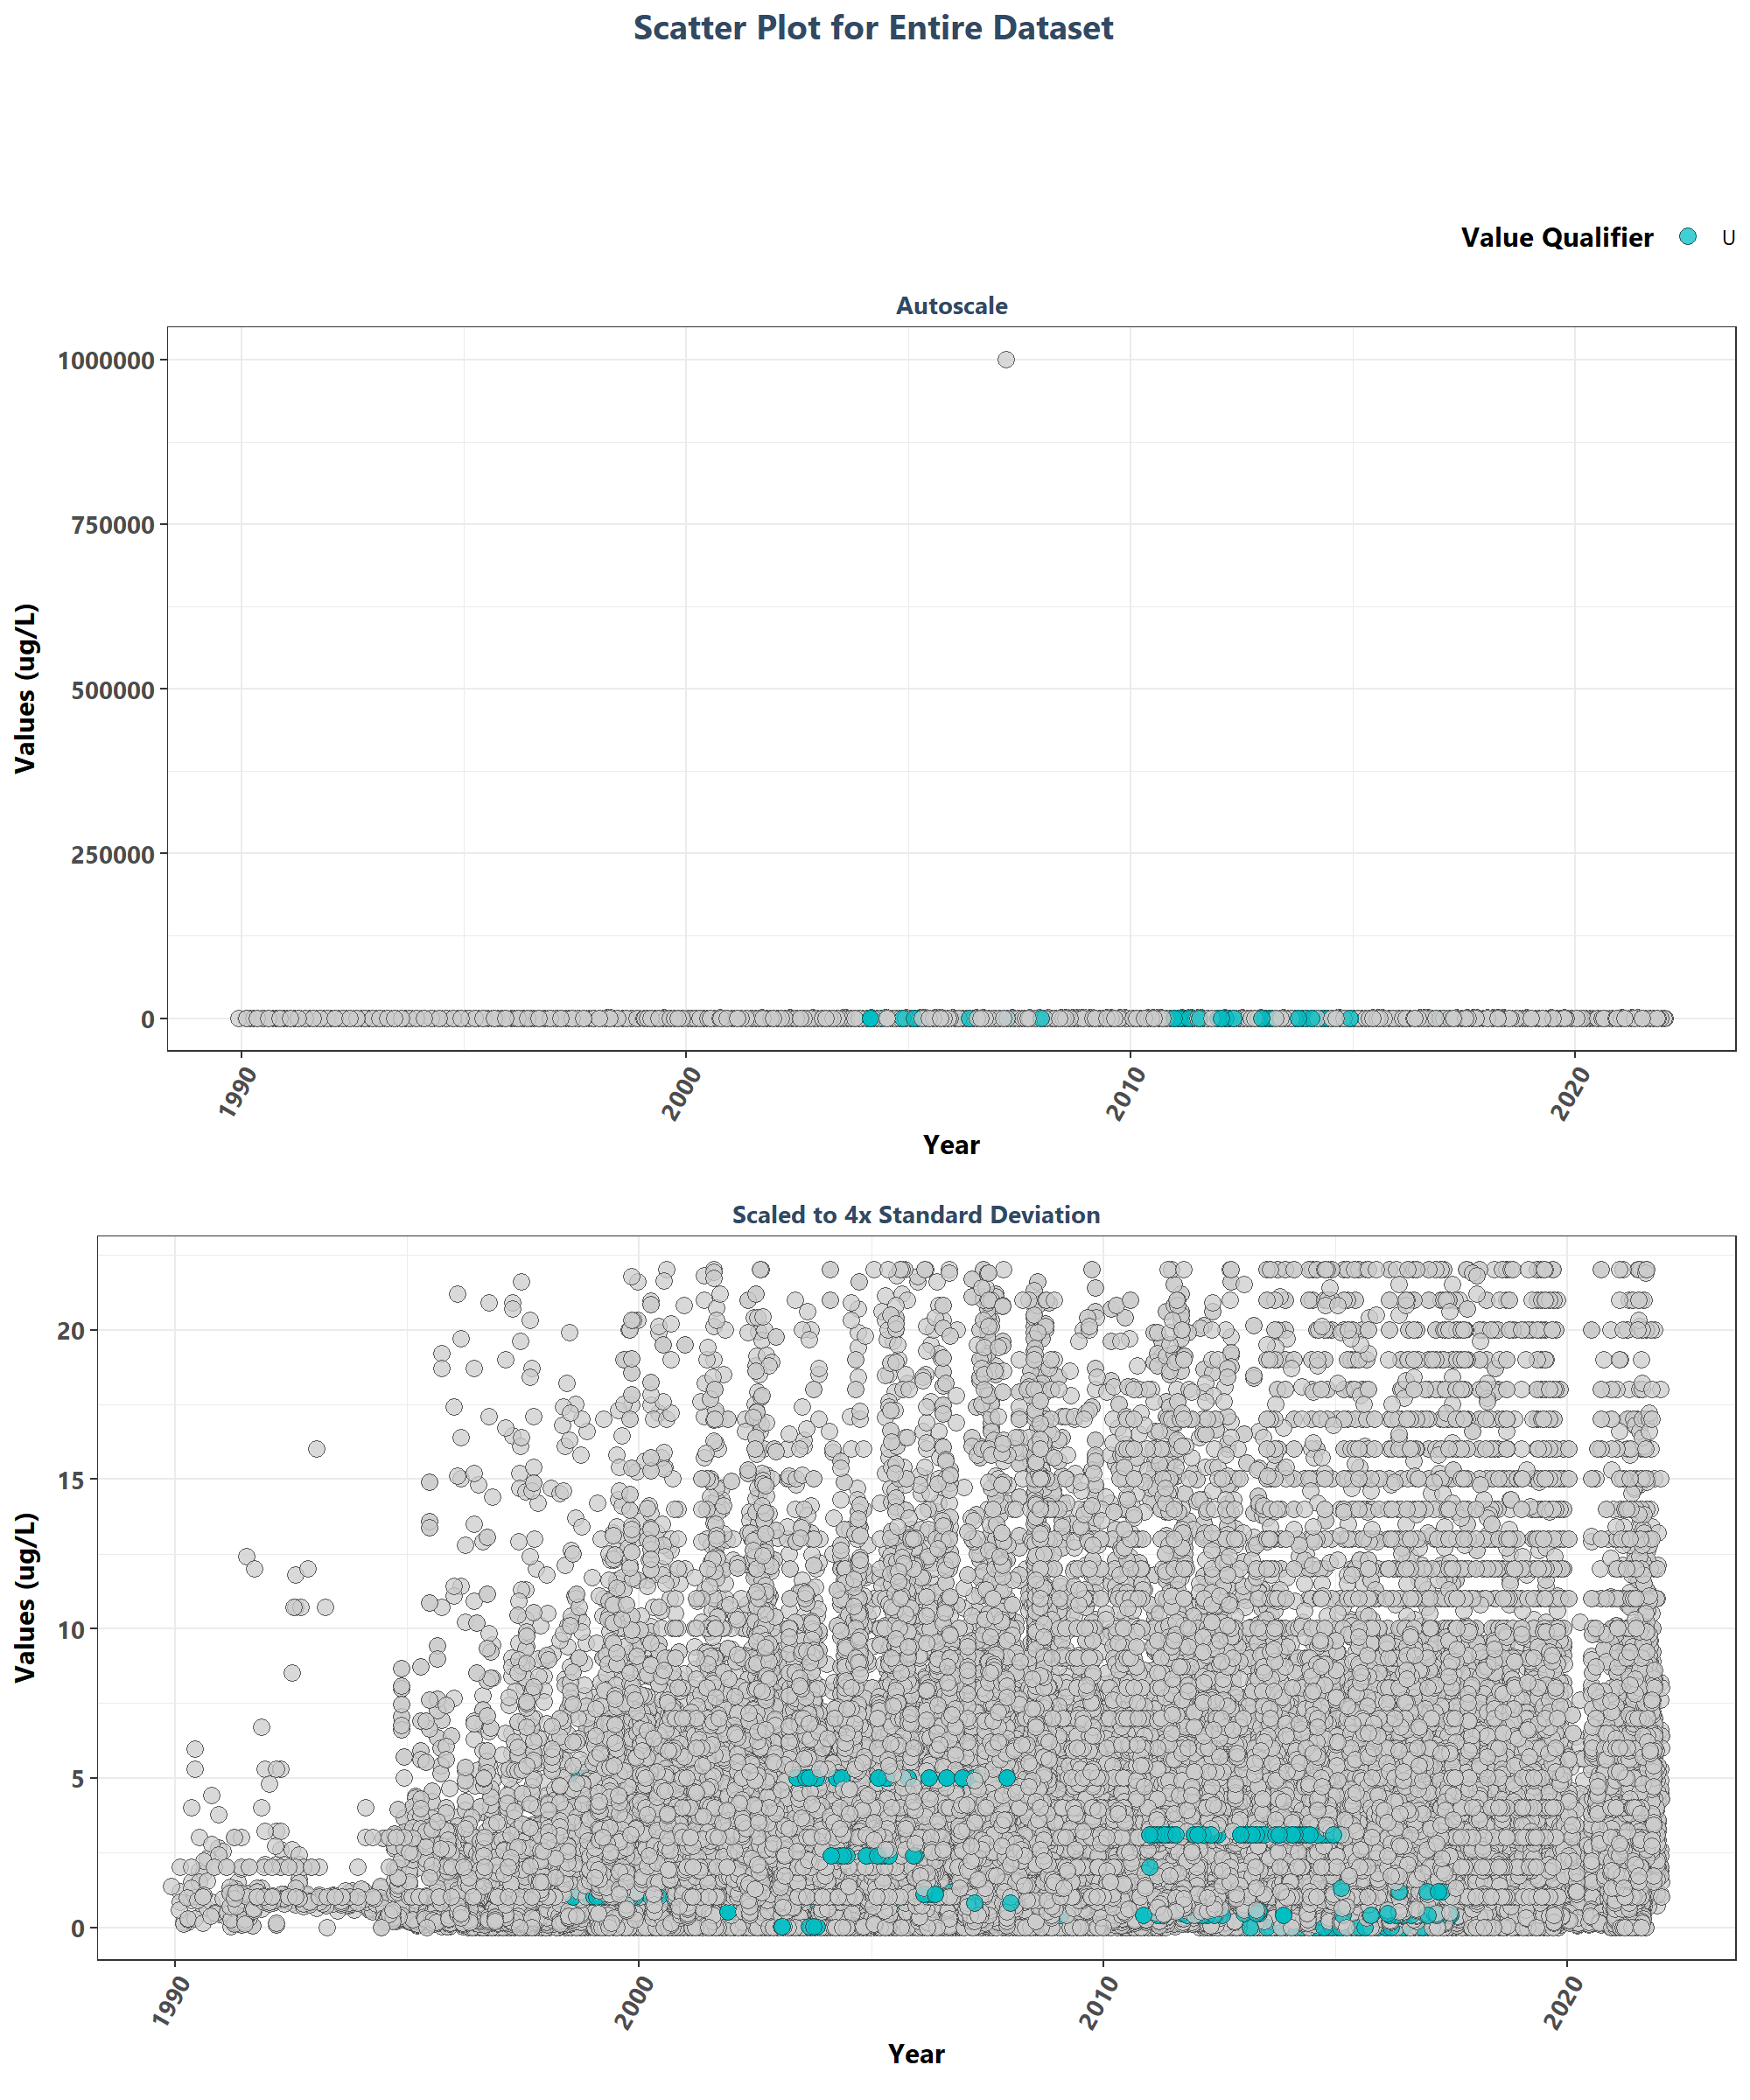 Scatter Plot for Entire Dataset
Value Qualifier U
Autoscale
Values (ug/L)
1000000
750000
500000
250000
0
1990 2000 2010 2020
Year
Scaled to 4x Standard Deviation
Values (ug/L)
20
15
10
5
0
1990 2000 2010 2020
Year